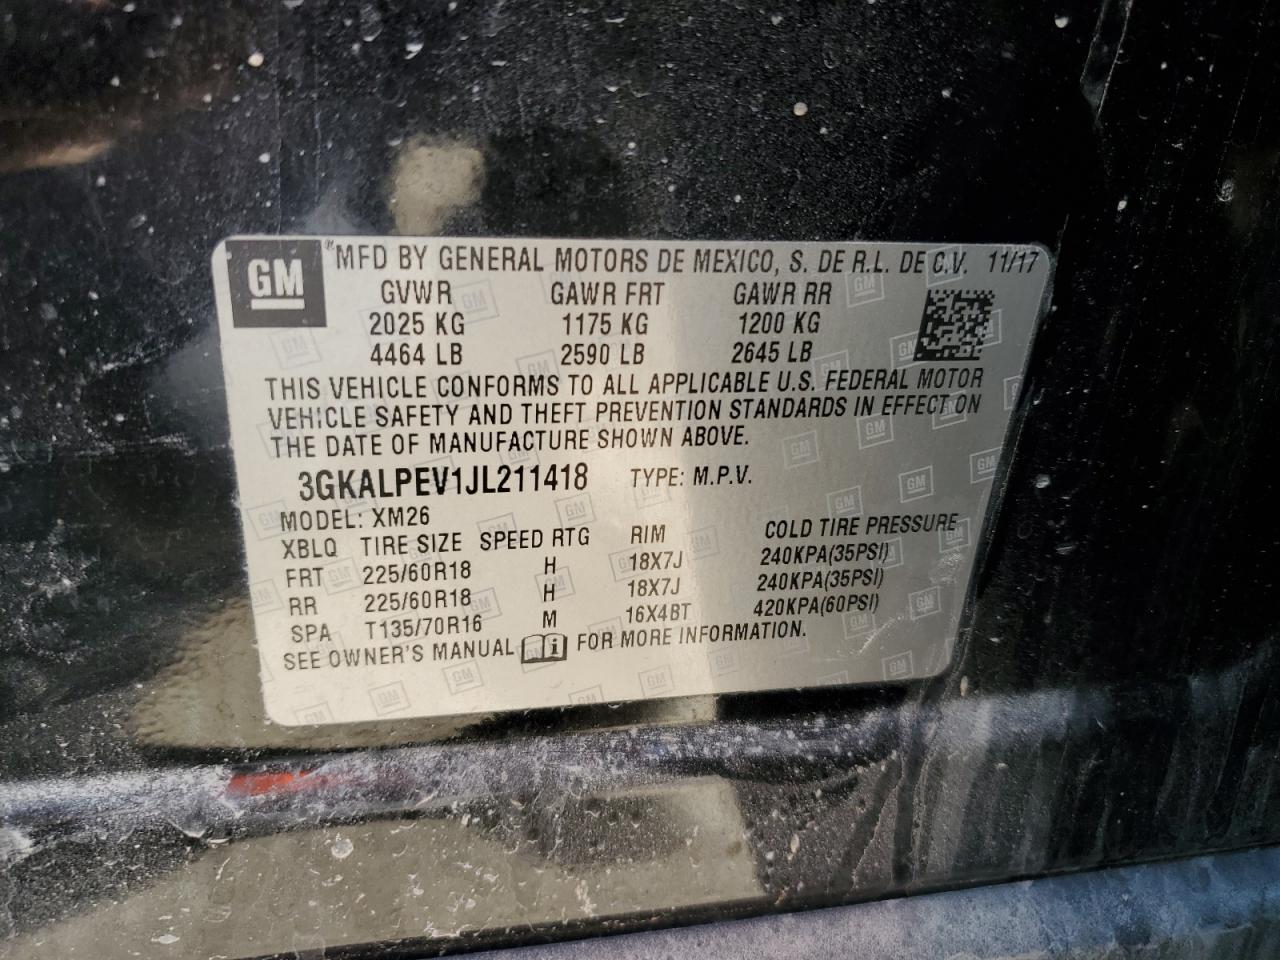 GM ® MFD BY GENERAL MOTORS DE MEXICO, S. DE R.L. DE C.V. 11/17
GVWR GAWR FRT GAWR RR
2025 KG 1175 KG 1200 KG
4464 LB 2590 LB 2645 LB
THIS VEHICLE CONFORMS TO ALL APPLICABLE U.S. FEDERAL MOTOR
VEHICLE SAFETY AND THEFT PREVENTION STANDARDS IN EFFECT ON
THE DATE OF MANUFACTURE SHOWN ABOVE.
3GKALPEV1JL211418 TYPE: M.P.V.
MODEL: XM26
XBLQ TIRE SIZE SPEED RTG RIM COLD TIRE PRESSURE
FRT 225/60R18 H 18X7J 240KPA(35PSI)
RR 225/60R18 H 18X7J 240KPA(35PSI)
SPA T135/70R16 M 16X4BT 420KPA(60PSI)
SEE OWNER'S MANUAL i FOR MORE INFORMATION.